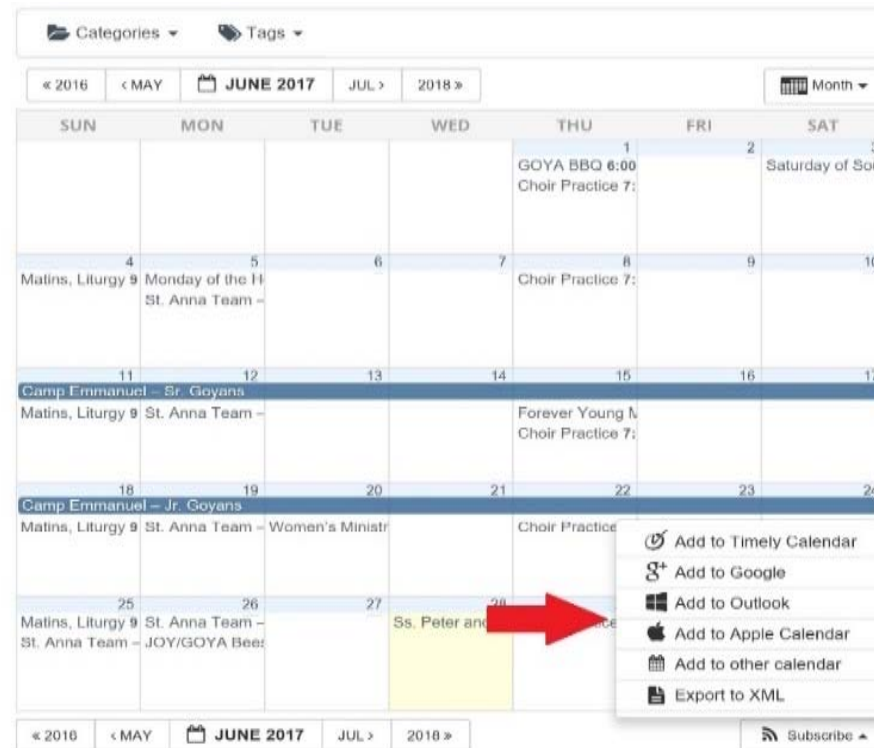 Categories Tags
« 2016 ‹ MAY JUNE 2017 JUL › 2018 » Month
SUN MON TUE WED THU FRI SAT
1 2
GOYA BBQ 6:00 Saturday of Sou
Choir Practice 7:
4 5 6 7 8 9 10
Matins, Liturgy 9 Monday of the H Choir Practice 7:
St. Anna Team –
11 12 13 14 15 16 17
Camp Emmanuel – Sr. Goyans
Matins, Liturgy 9 St. Anna Team – Forever Young M
Choir Practice 7:
18 19 20 21 22 23 24
Camp Emmanuel – Jr. Goyans
Matins, Liturgy 9 St. Anna Team – Women's Ministr Choir Practice
Add to Timely Calendar
Add to Google
Add to Outlook
Add to Apple Calendar
Add to other calendar
Export to XML
25 26 27 28
Matins, Liturgy 9 St. Anna Team – Ss. Peter and
St. Anna Team – JOY/GOYA Bees
« 2016 ‹ MAY JUNE 2017 JUL › 2018 » Subscribe